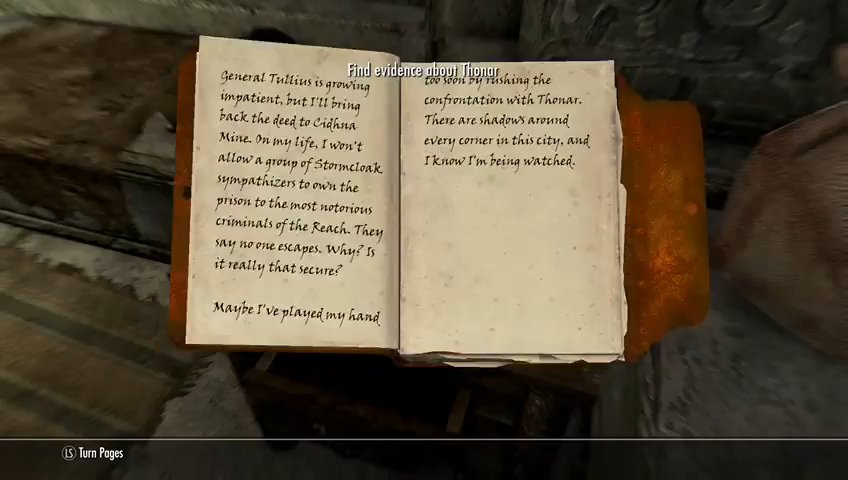 Find evidence about Thonar
General Tullius is growing
impatient, but I'll bring
back the deed to Cidhna
Mine. On my life, I won't
allow a group of Stormcloak
sympathizers to own the
prison to the most notorious
criminals of the Reach. They
say no one escapes. Why? Is
it really that secure?
Maybe I've played my hand
too soon by rushing the
confrontation with Thonar.
There are shadows around
every corner in this city, and
I know I'm being watched.
LS Turn Pages